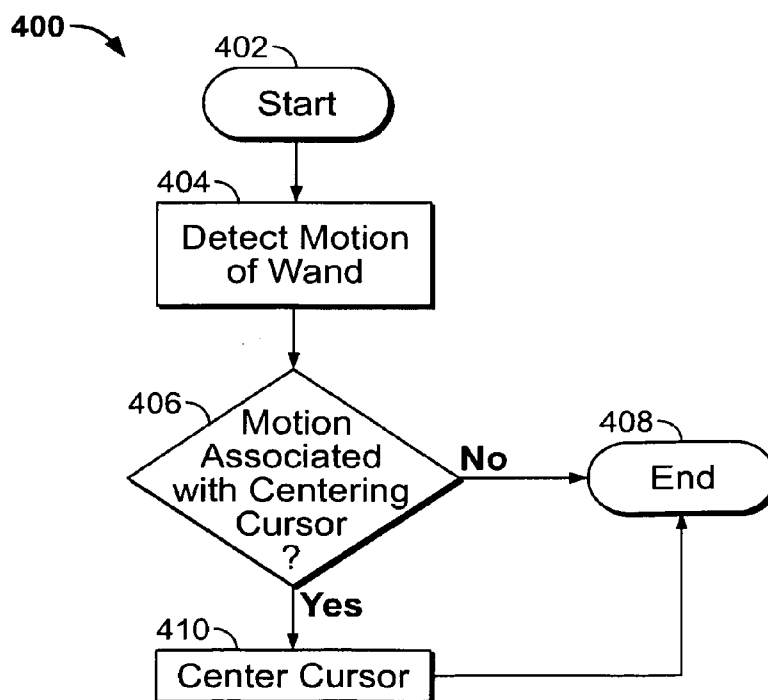 400
402
Start
404
Detect Motion
of Wand
406
Motion
Associated
with Centering
Cursor
?
No
408
End
Yes
410
Center Cursor